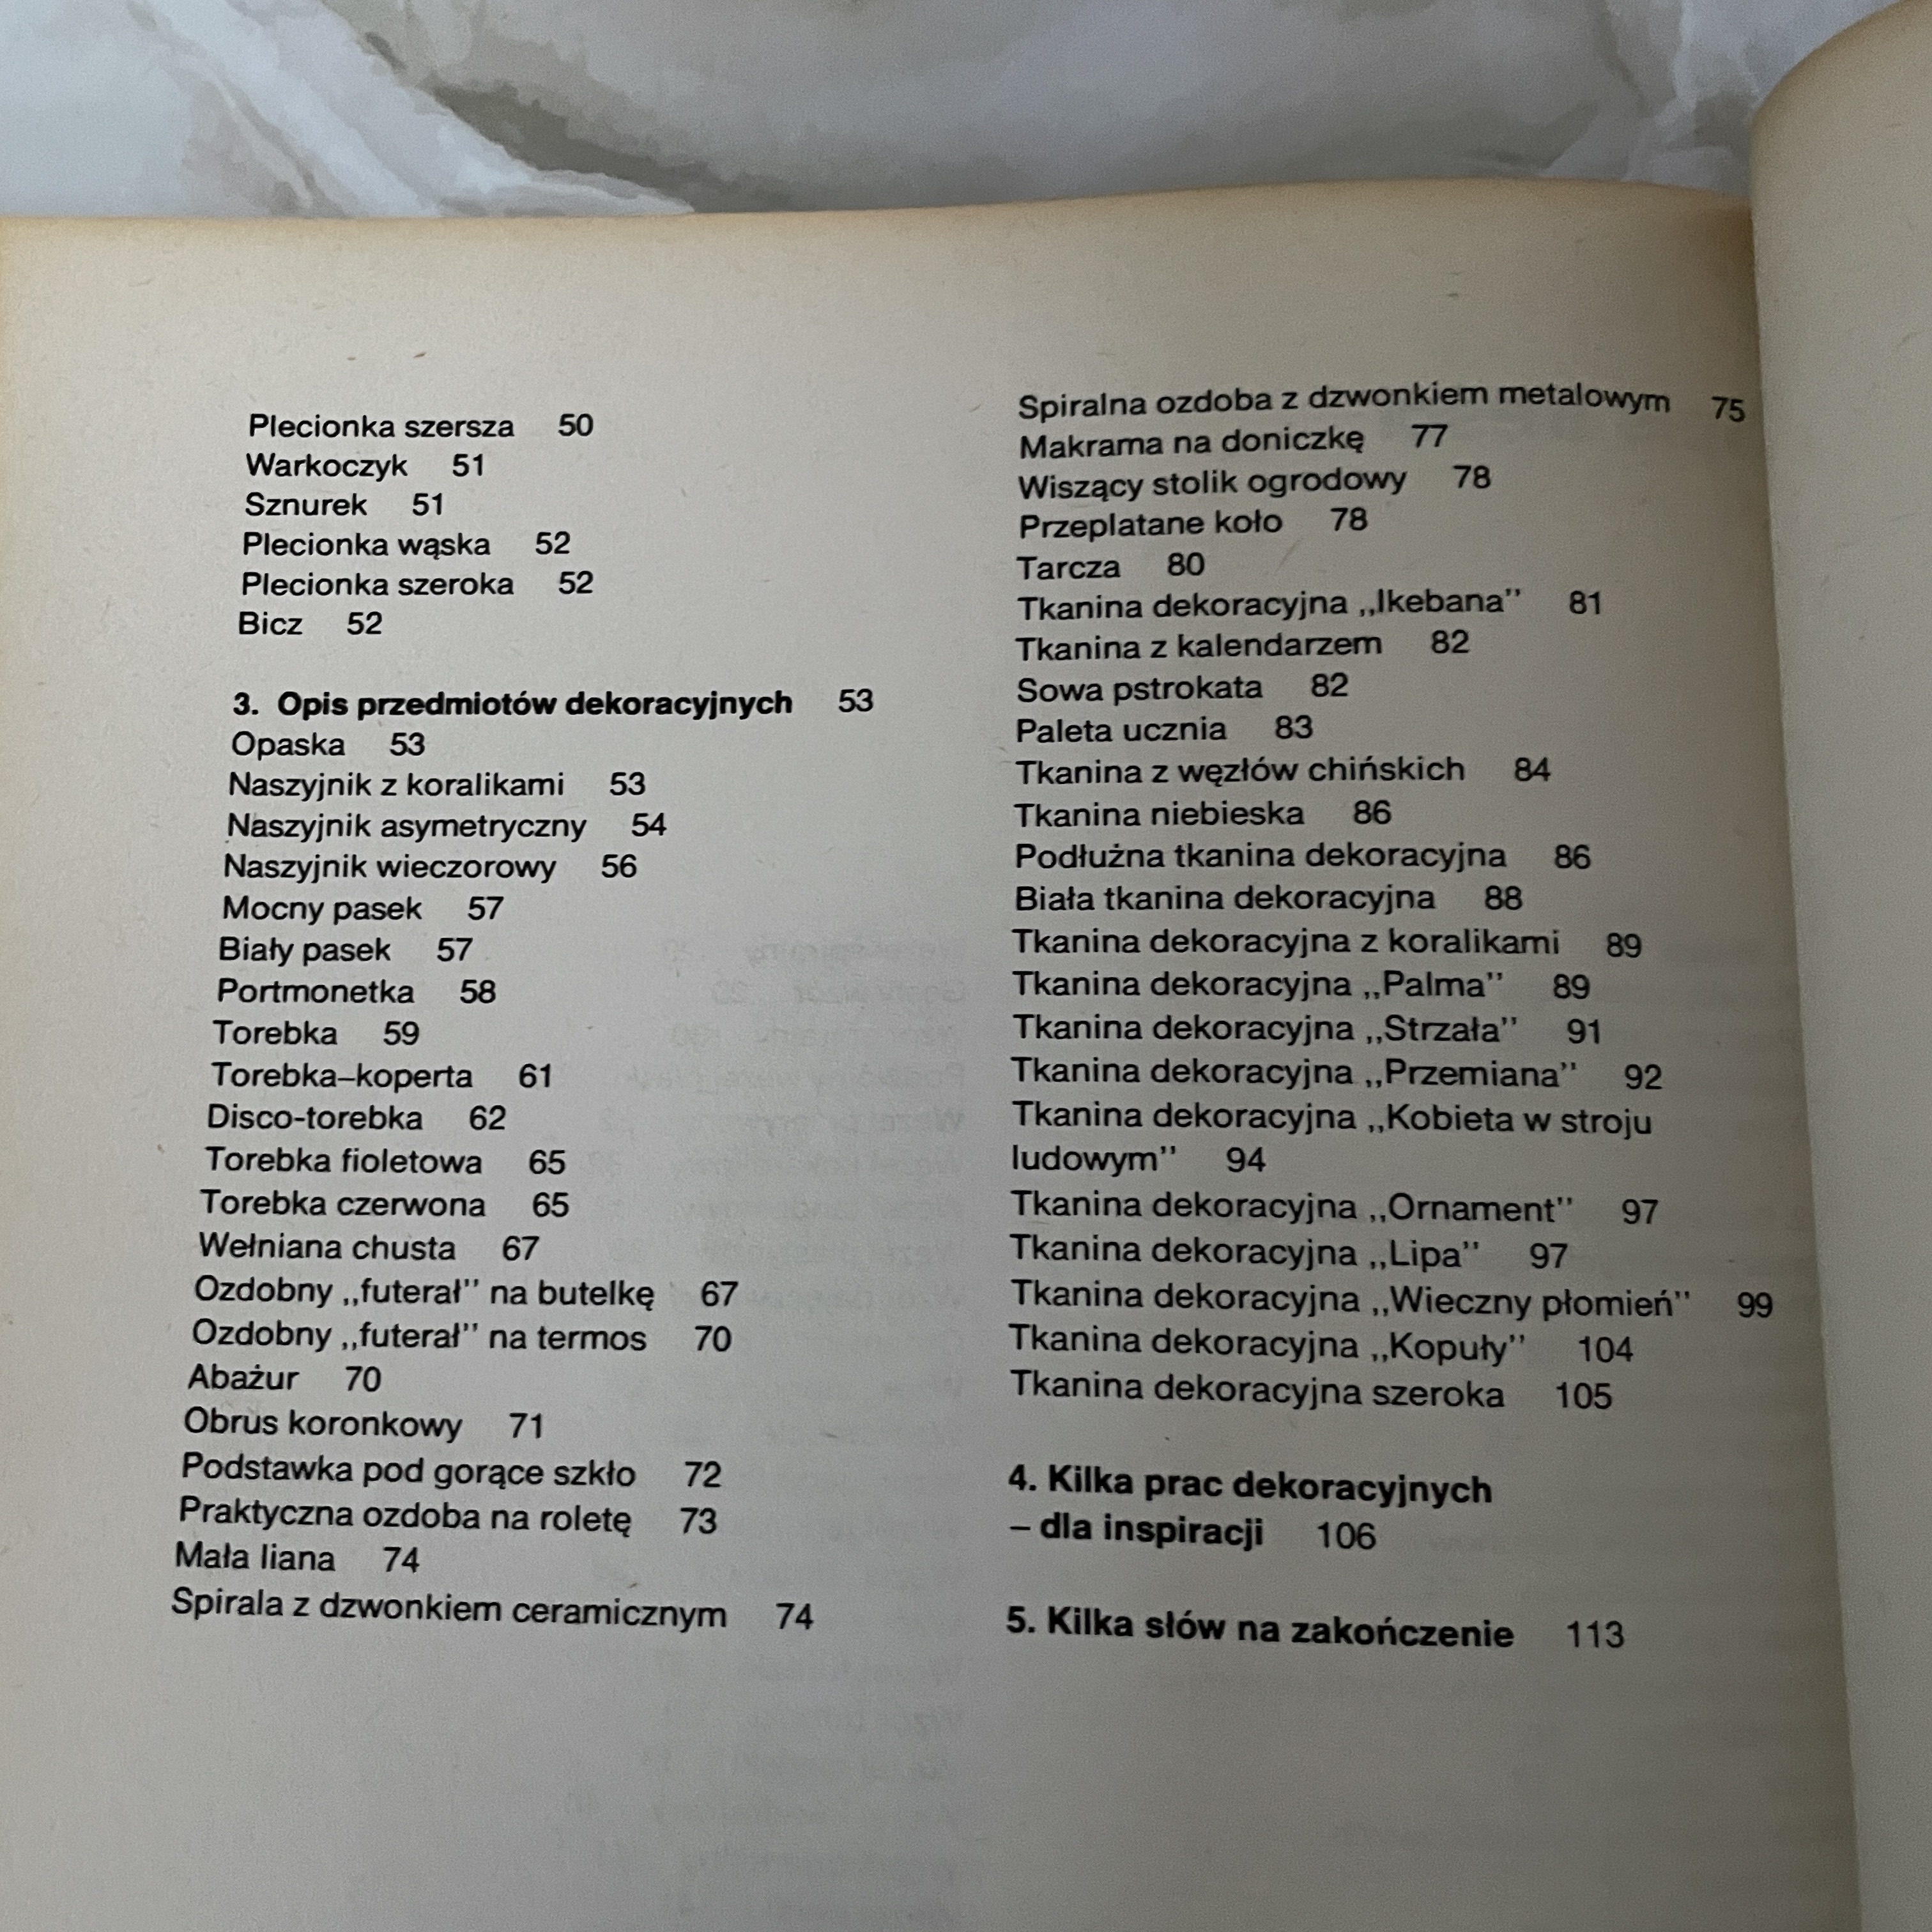 Plecionka szersza 50
Warkoczyk 51
Sznurek 51
Plecionka wąska 52
Plecionka szeroka 52
Bicz 52
3. Opis przedmiotów dekoracyjnych 53
Opaska 53
Naszyjnik z koralikami 53
Naszyjnik asymetryczny 54
Naszyjnik wieczorowy 56
Mocny pasek 57
Biały pasek 57
Portmonetka 58
Torebka 59
Torebka–koperta 61
Disco-torebka 62
Torebka fioletowa 65
Torebka czerwona 65
Wełniana chusta 67
Ozdobny ,,futerał'' na butelkę 67
Ozdobny ,,futerał'' na termos 70
Abażur 70
Obrus koronkowy 71
Podstawka pod gorące szkło 72
Praktyczna ozdoba na roletę 73
Mała liana 74
Spirala z dzwonkiem ceramicznym 74
Spiralna ozdoba z dzwonkiem metalowym 75
Makrama na doniczkę 77
Wiszący stolik ogrodowy 78
Przeplatane koło 78
Tarcza 80
Tkanina dekoracyjna ,,Ikebana'' 81
Tkanina z kalendarzem 82
Sowa pstrokata 82
Paleta ucznia 83
Tkanina z węzłów chińskich 84
Tkanina niebieska 86
Podłużna tkanina dekoracyjna 86
Biała tkanina dekoracyjna 88
Tkanina dekoracyjna z koralikami 89
Tkanina dekoracyjna ,,Palma'' 89
Tkanina dekoracyjna ,,Strzała'' 91
Tkanina dekoracyjna ,,Przemiana'' 92
Tkanina dekoracyjna ,,Kobieta w stroju
ludowym'' 94
Tkanina dekoracyjna ,,Ornament'' 97
Tkanina dekoracyjna ,,Lipa'' 97
Tkanina dekoracyjna ,,Wieczny płomień'' 99
Tkanina dekoracyjna ,,Kopuły'' 104
Tkanina dekoracyjna szeroka 105
4. Kilka prac dekoracyjnych
– dla inspiracji 106
5. Kilka słów na zakończenie 113